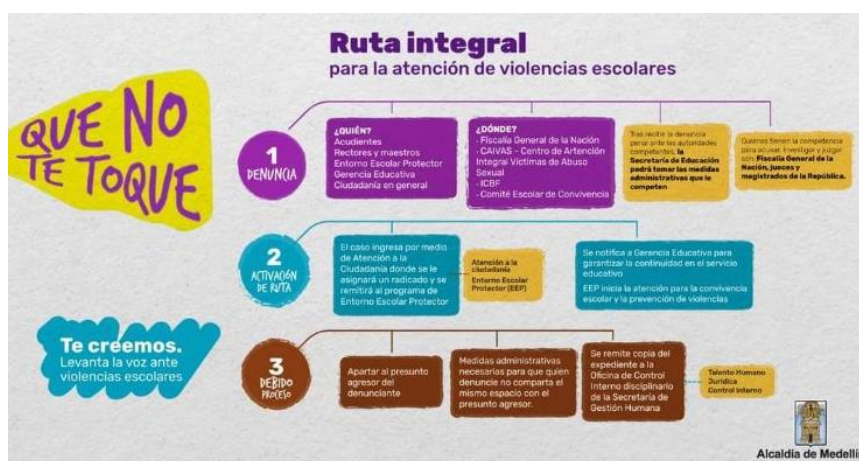 Ruta integral
para la atención de violencias escolares
QUE NO
TE TOQUE
1
DENUNCIA
¿QUIÉN?
Acudientes
Rectores y maestros
Entorno Escolar Protector
Gerencia Educativa
Ciudadanía en general
¿DÓNDE?
- Fiscalía General de la Nación
- CAIVAS - Centro de Artención
Integral Víctimas de Abuso
Sexual
- ICBF
- Comité Escolar de Convivencia
Tras recibir la denuncia
penal ante las autoridades
competentes, la
Secretaría de Educación
podrá tomar las medidas
administrativas que le
competen
Quienes tienen la competencia
para acusar, investigar y juzgar
son Fiscalía General de la
Nación, jueces y
magistrados de la República.
2
ACTIVACIÓN
DE RUTA
El caso ingresa por medio
de Atención a la
Ciudadanía donde se le
asignará un radicado y se
remitirá al programa de
Entorno Escolar Protector
Atención a la
ciudadanía
Entorno Escolar
Protector (EEP)
Se notifica a Gerencia Educativa para
garantizar la continuidad en el servicio
educativo
EEP inicia la atención para la convivencia
escolar y la prevención de violencias
Te creemos.
Levanta la voz ante
violencias escolares
3
DEBIDO
PROCESO
Apartar al presunto
agresor del
denunciante
Medidas administrativas
necesarias para que quien
denuncie no comparta el
mismo espacio con el
presunto agresor.
Se remite copia del
expediente a la
Oficina de Control
Interno disciplinario
de la Secretaría de
Gestión Humana
Talento Humano
Jurídica
Control Interno
Alcaldía de Medellí